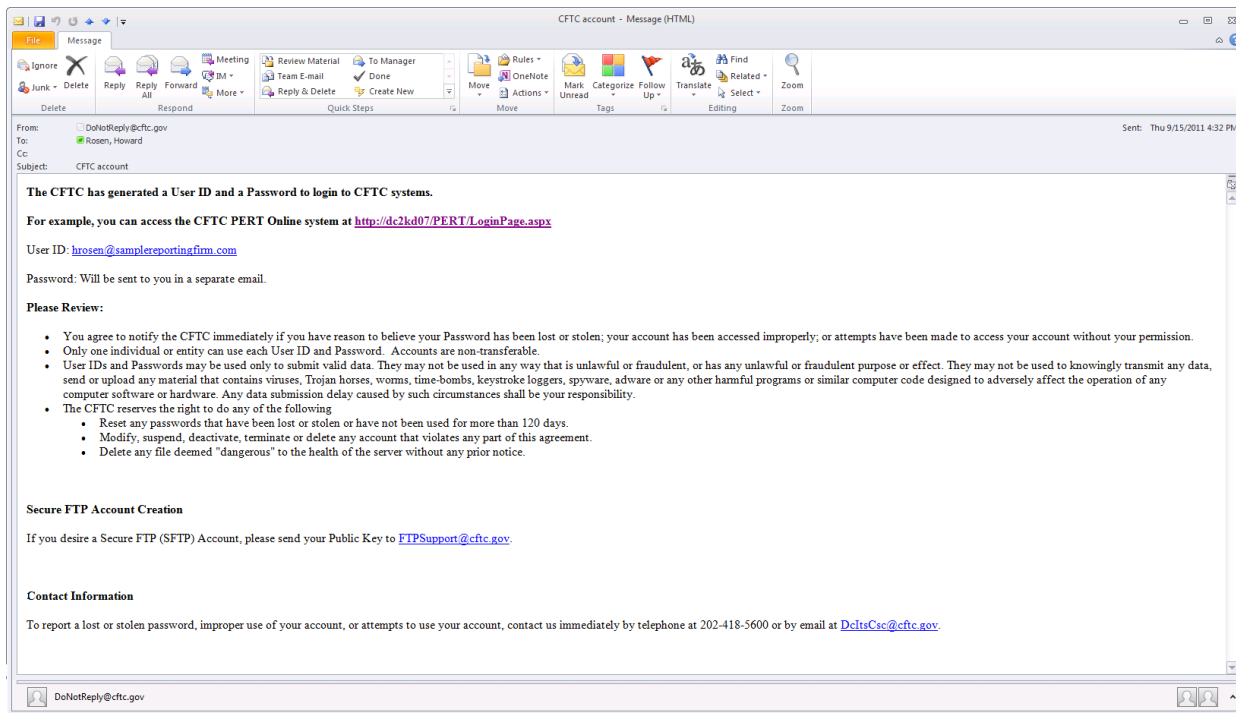 CFTC account - Message (HTML)
File Message
Ignore
Junk
Delete
Reply
Reply All
Forward
Meeting
IM
More
Review Material
Team E-mail
Reply & Delete
To Manager
Done
Create New
Move
Rules
OneNote
Actions
Mark Unread
Categorize
Follow Up
Translate
Find
Related
Select
Zoom
Delete Respond Quick Steps Move Tags Editing Zoom
From: DoNotReply@cftc.gov Sent: Thu 9/15/2011 4:32 PM
To: Rosen, Howard
Cc:
Subject: CFTC account
The CFTC has generated a User ID and a Password to login to CFTC systems.
For example, you can access the CFTC PERT Online system at http://dc2kd07/PERT/LoginPage.aspx
User ID: hrosen@samplereportingfirm.com
Password: Will be sent to you in a separate email.
Please Review:
• You agree to notify the CFTC immediately if you have reason to believe your Password has been lost or stolen; your account has been accessed improperly; or attempts have been made to access your account without your permission.
• Only one individual or entity can use each User ID and Password. Accounts are non-transferable.
• User IDs and Passwords may be used only to submit valid data. They may not be used in any way that is unlawful or fraudulent, or has any unlawful or fraudulent purpose or effect. They may not be used to knowingly transmit any data,
send or upload any material that contains viruses, Trojan horses, worms, time-bombs, keystroke loggers, spyware, adware or any other harmful programs or similar computer code designed to adversely affect the operation of any
computer software or hardware. Any data submission delay caused by such circumstances shall be your responsibility.
• The CFTC reserves the right to do any of the following
• Reset any passwords that have been lost or stolen or have not been used for more than 120 days.
• Modify, suspend, deactivate, terminate or delete any account that violates any part of this agreement.
• Delete any file deemed "dangerous" to the health of the server without any prior notice.
Secure FTP Account Creation
If you desire a Secure FTP (SFTP) Account, please send your Public Key to FTPSupport@cftc.gov.
Contact Information
To report a lost or stolen password, improper use of your account, or attempts to use your account, contact us immediately by telephone at 202-418-5600 or by email at DcItsCsc@cftc.gov.
DoNotReply@cftc.gov